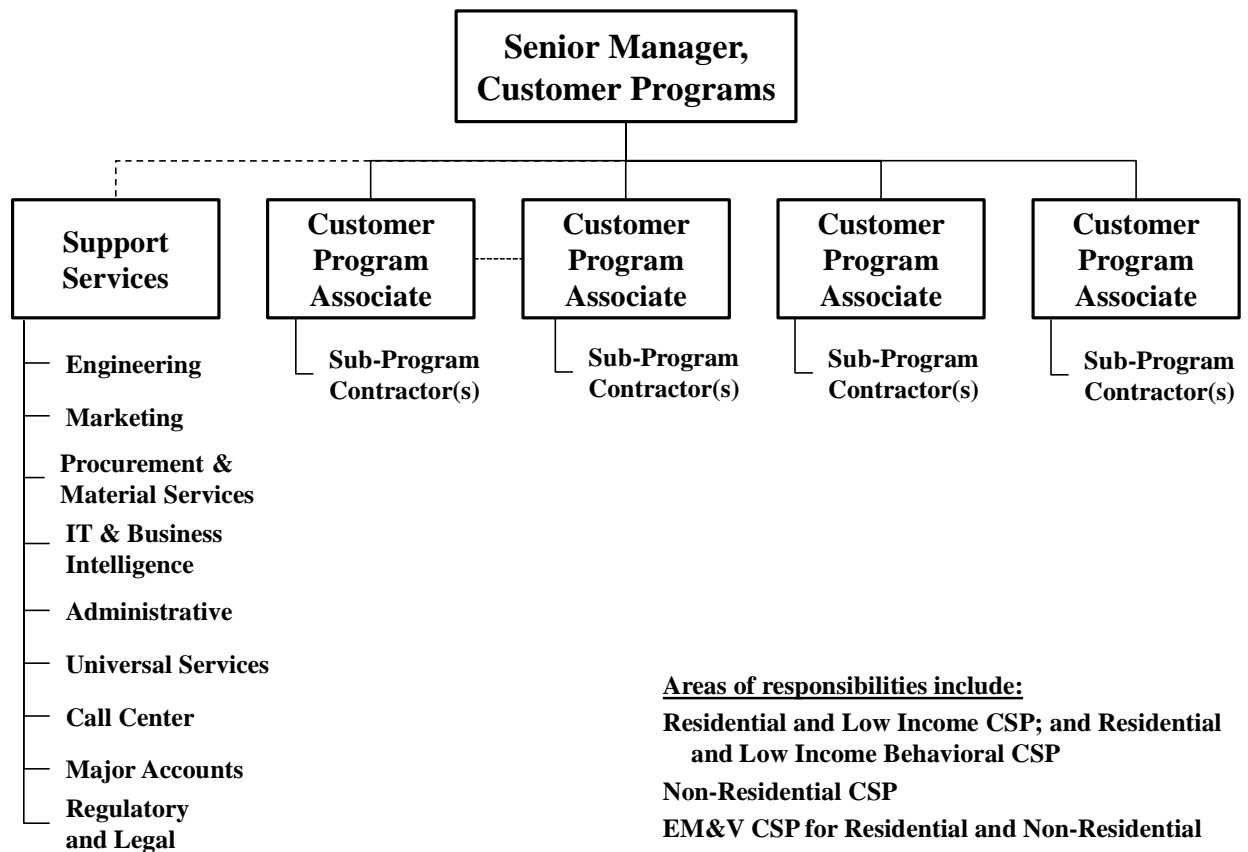 Senior Manager,
Customer Programs
Support
Services
Customer
Program
Associate
Customer
Program
Associate
Customer
Program
Associate
Customer
Program
Associate
Engineering
Marketing
Procurement &
Material Services
IT & Business
Intelligence
Administrative
Universal Services
Call Center
Major Accounts
Regulatory
and Legal
Sub-Program
Contractor(s)
Sub-Program
Contractor(s)
Sub-Program
Contractor(s)
Sub-Program
Contractor(s)
Areas of responsibilities include:
Residential and Low Income CSP; and Residential
and Low Income Behavioral CSP
Non-Residential CSP
EM&V CSP for Residential and Non-Residential